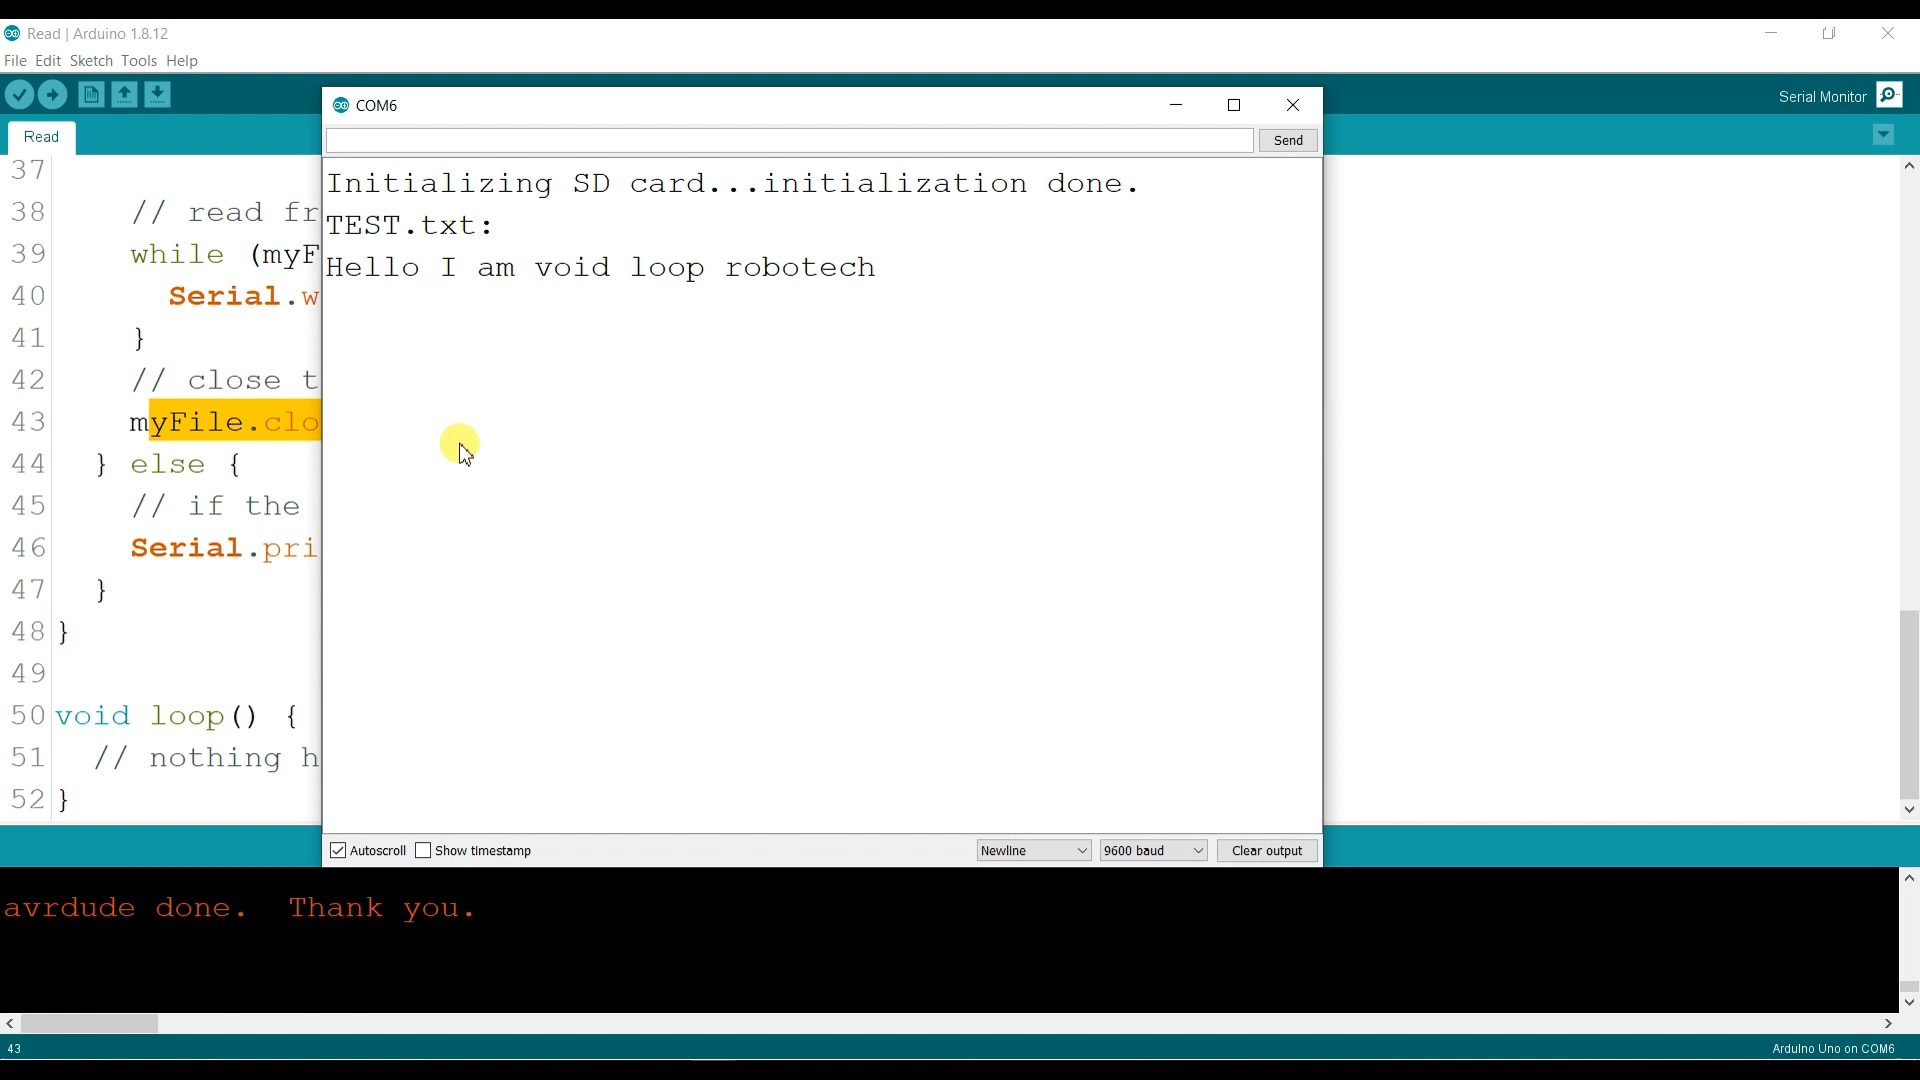 Read | Arduino 1.8.12
File Edit Sketch Tools Help
Serial Monitor
Read
COM6
Send
Initializing SD card...initialization done.
TEST.txt:
Hello I am void loop robotech
37
38 // read fr
39 while (myF
40 Serial.w
41 }
42 // close t
43 myFile.clo
44 } else {
45 // if the
46 Serial.pri
47 }
48 }
49
50 void loop() {
51 // nothing h
52 }
Autoscroll Show timestamp Newline 9600 baud Clear output
avrdude done.  Thank you.
43 Arduino Uno on COM6